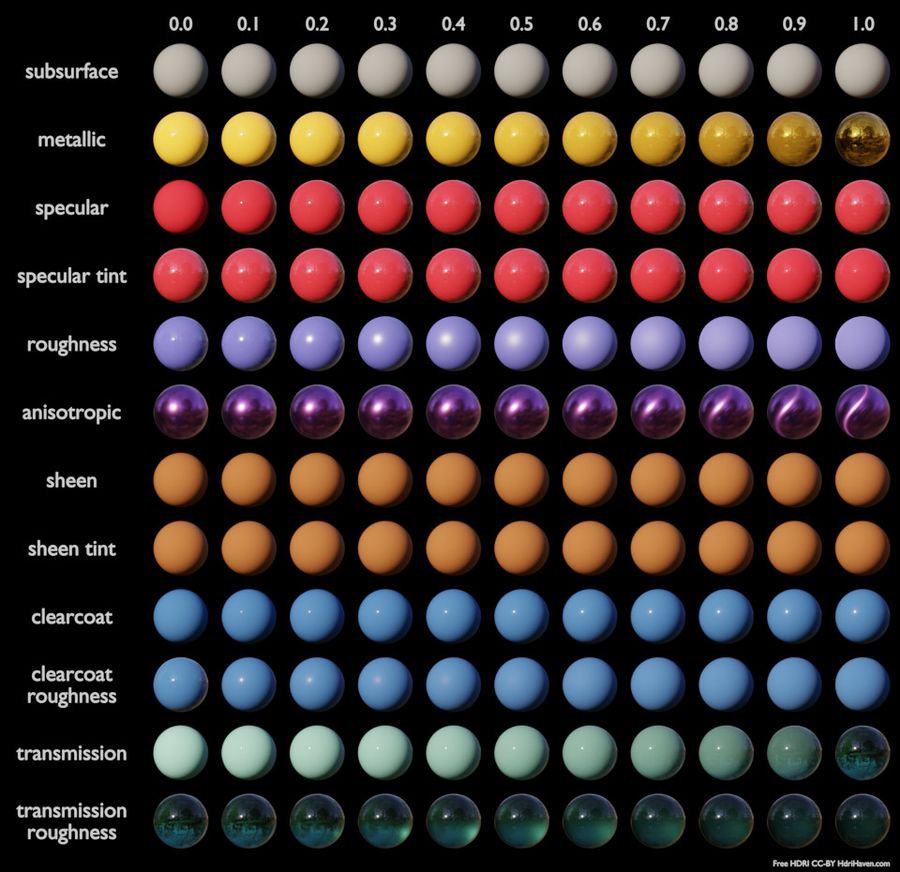 0.0 0.1 0.2 0.3 0.4 0.5 0.6 0.7 0.8 0.9 1.0
subsurface
metallic
specular
specular tint
roughness
anisotropic
sheen
sheen tint
clearcoat
clearcoat
roughness
transmission
transmission
roughness
Free HDRI CC-BY HdriHaven.com